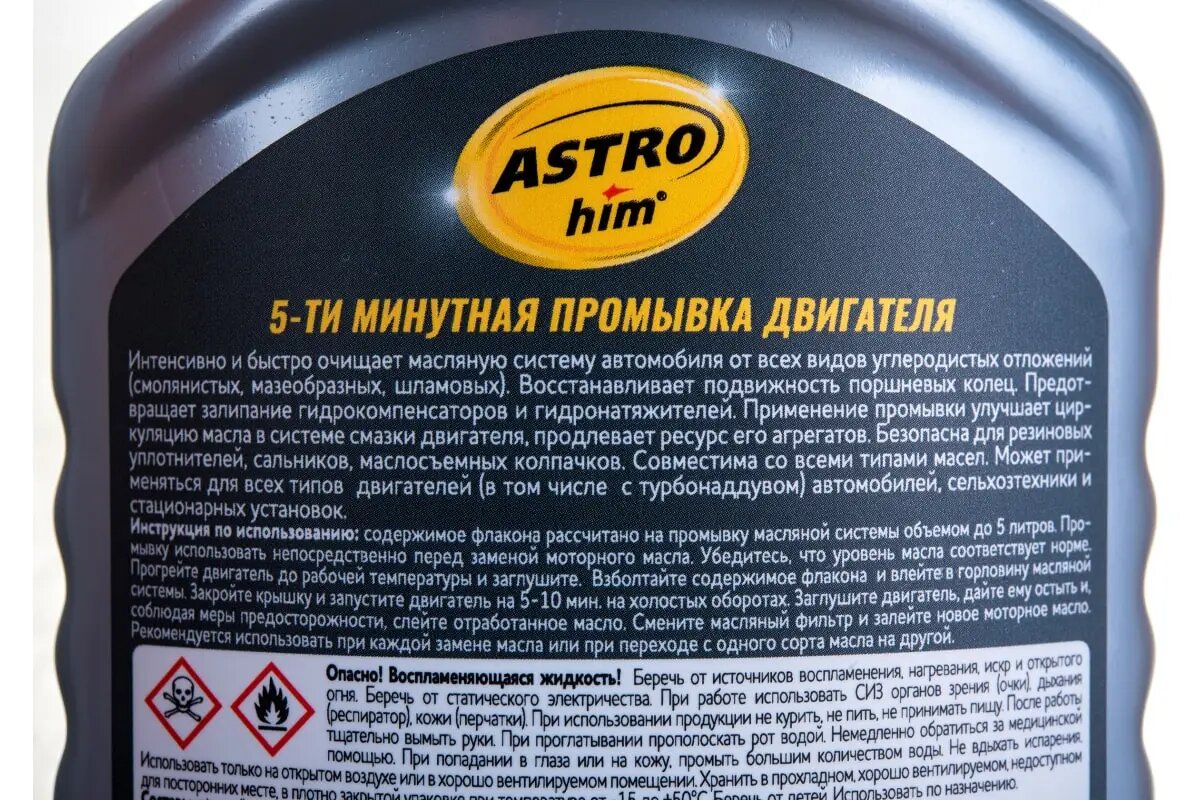 ASTRO
him®
5-ТИ МИНУТНАЯ ПРОМЫВКА ДВИГАТЕЛЯ
Интенсивно и быстро очищает масляную систему автомобиля от всех видов углеродистых отложений
(смолянистых, мазеобразных, шламовых). Восстанавливает подвижность поршневых колец. Предот-
вращает залипание гидрокомпенсаторов и гидронатяжителей. Применение промывки улучшает цир-
куляцию масла в системе смазки двигателя, продлевает ресурс его агрегатов. Безопасна для резиновых
уплотнителей, сальников, маслосъемных колпачков. Совместима со всеми типами масел. Может при-
меняться для всех типов двигателей (в том числе с турбонаддувом) автомобилей, сельхозтехники и
стационарных установок.
Инструкция по использованию: содержимое флакона рассчитано на промывку масляной системы объемом до 5 литров. Про-
мывку использовать непосредственно перед заменой моторного масла. Убедитесь, что уровень масла соответствует норме.
Прогрейте двигатель до рабочей температуры и заглушите. Взболтайте содержимое флакона и влейте в горловину масляной
системы. Закройте крышку и запустите двигатель на 5-10 мин. на холостых оборотах. Заглушите двигатель, дайте ему остыть и,
соблюдая меры предосторожности, слейте отработанное масло. Смените масляный фильтр и залейте новое моторное масло.
Рекомендуется использовать при каждой замене масла или при переходе с одного сорта масла на другой.
Опасно! Воспламеняющаяся жидкость! Беречь от источников воспламенения, нагревания, искр и открытого
огня. Беречь от статического электричества. При работе использовать СИЗ органов зрения (очки), дыхания
(респиратор), кожи (перчатки). При использовании продукции не курить, не пить, не принимать пищу. После работы
тщательно вымыть руки. При проглатывании прополоскать рот водой. Немедленно обратиться за медицинской
помощью. При попадании в глаза или на кожу, промыть большим количеством воды. Не вдыхать испарения.
Использовать только на открытом воздухе или в хорошо вентилируемом помещении. Хранить в прохладном, хорошо вентилируемом, недоступном
для посторонних месте, в плотно закрытой упаковке при температуре от -15 до +50°С. Беречь от детей. Использовать по назначению.